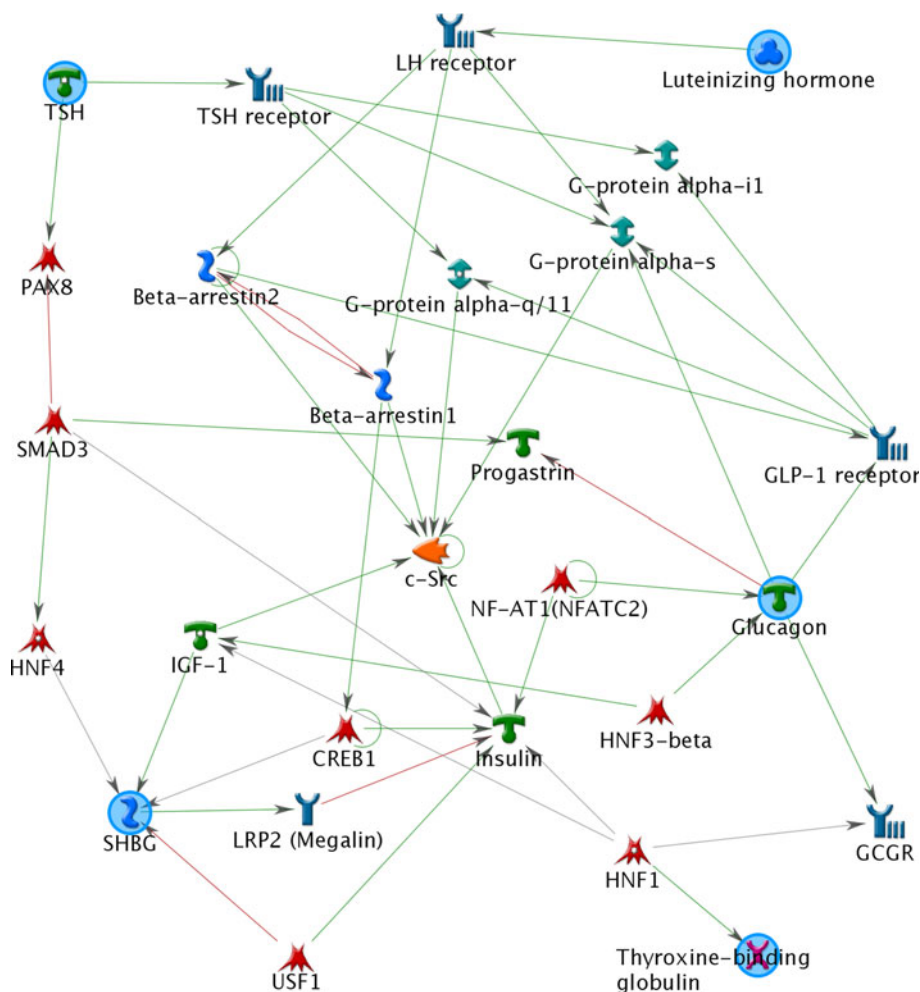 LH receptor
Luteinizing hormone
TSH
TSH receptor
G-protein alpha-i1
G-protein alpha-s
PAX8
Beta-arrestin2
G-protein alpha-q/11
Beta-arrestin1
SMAD3
Progastrin
GLP-1 receptor
c-Src
NF-AT1(NFATC2)
Glucagon
HNF4
IGF-1
HNF3-beta
CREB1
Insulin
SHBG
LRP2 (Megalin)
GCGR
HNF1
USF1
Thyroxine-binding
globulin